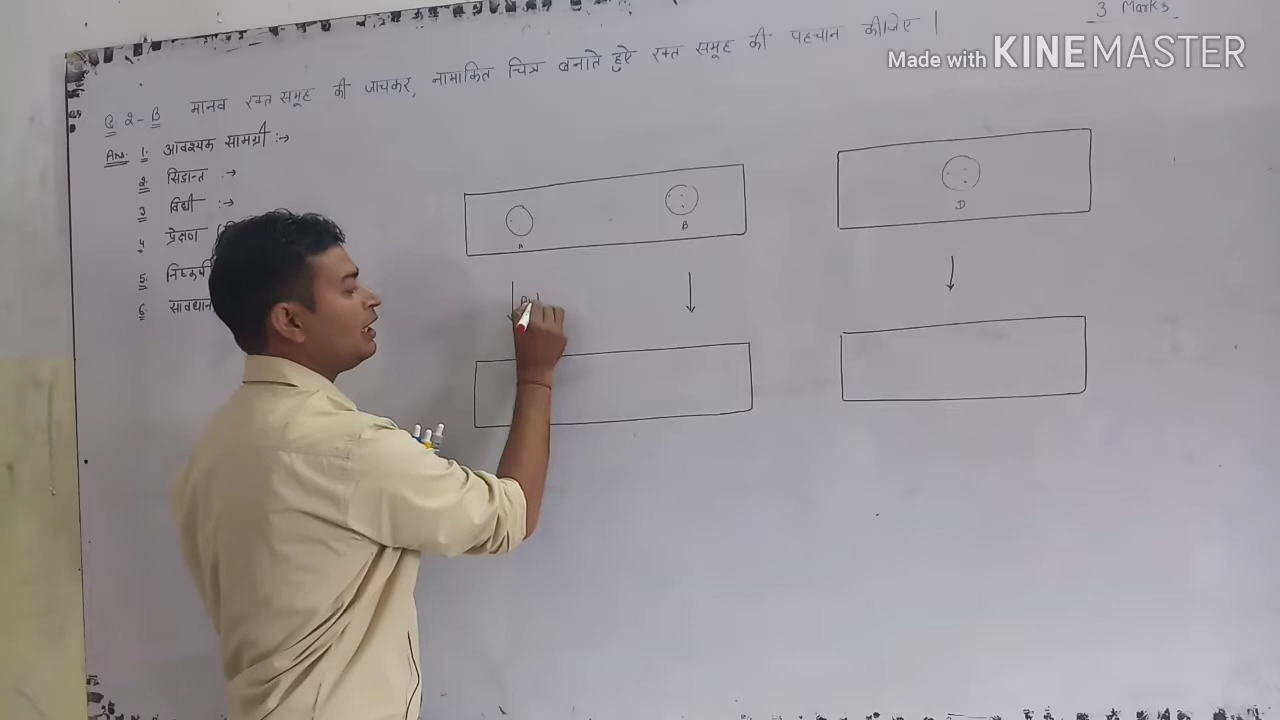 3 Marks
Made with KINEMASTER
Q. २- B मानव रक्त समूह की जाचकर, नामांकित चित्र बनाते हुऐ रक्त समूह की पहचान कीजिए ।
Ans. 1. आवश्यक सामग्री :→
2. सिद्धान्त :→
3 विधी :→
4 प्रेक्षण
5. निष्कर्ष
6. सावधान
A
B
D